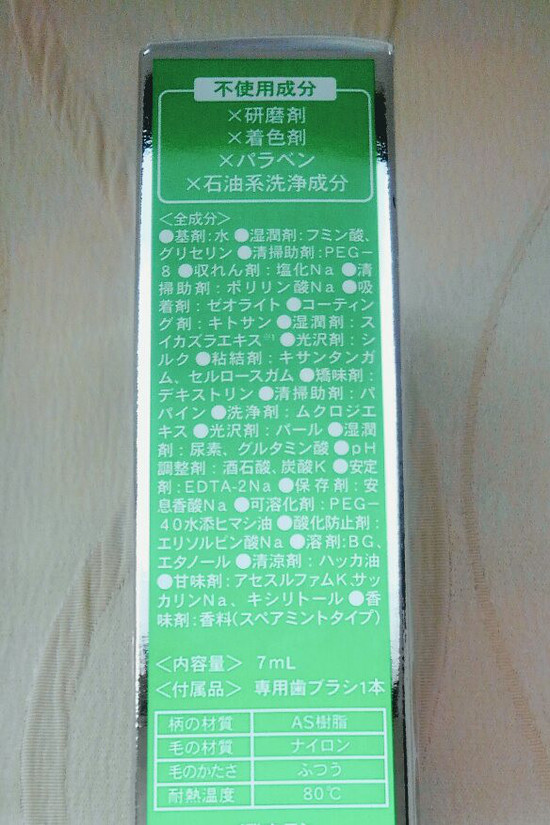 不使用成分
×研磨剤
×着色剤
×パラベン
×石油系洗浄成分
＜全成分＞
●基剤：水 ●湿潤剤：フミン酸、
グリセリン ●清掃助剤：PEG−
8 ●収れん剤：塩化Na ●清
掃助剤：ポリリン酸Na ●吸
着剤：ゼオライト ●コーティン
グ剤：キトサン ●湿潤剤：ス
イカズラエキス※1 ●光沢剤：シ
ルク ●粘結剤：キサンタンガ
ム、セルロースガム ●矯味剤：
デキストリン ●清掃助剤：パ
パイン ●洗浄剤：ムクロジエ
キス ●光沢剤：パール ●湿潤
剤：尿素、グルタミン酸 ●pH
調整剤：酒石酸、炭酸K ●安定
剤：EDTA-2Na ●保存剤：安
息香酸Na ●可溶化剤：PEG−
40水添ヒマシ油 ●酸化防止剤：
エリソルビン酸Na ●溶剤：BG、
エタノール ●清涼剤：ハッカ油
●甘味剤：アセスルファムK、サッ
カリンNa、キシリトール ●香
味剤：香料（スペアミントタイプ）
＜内容量＞ 7mL
＜付属品＞ 専用歯ブラシ1本
柄の材質 AS樹脂
毛の材質 ナイロン
毛のかたさ ふつう
耐熱温度 80℃